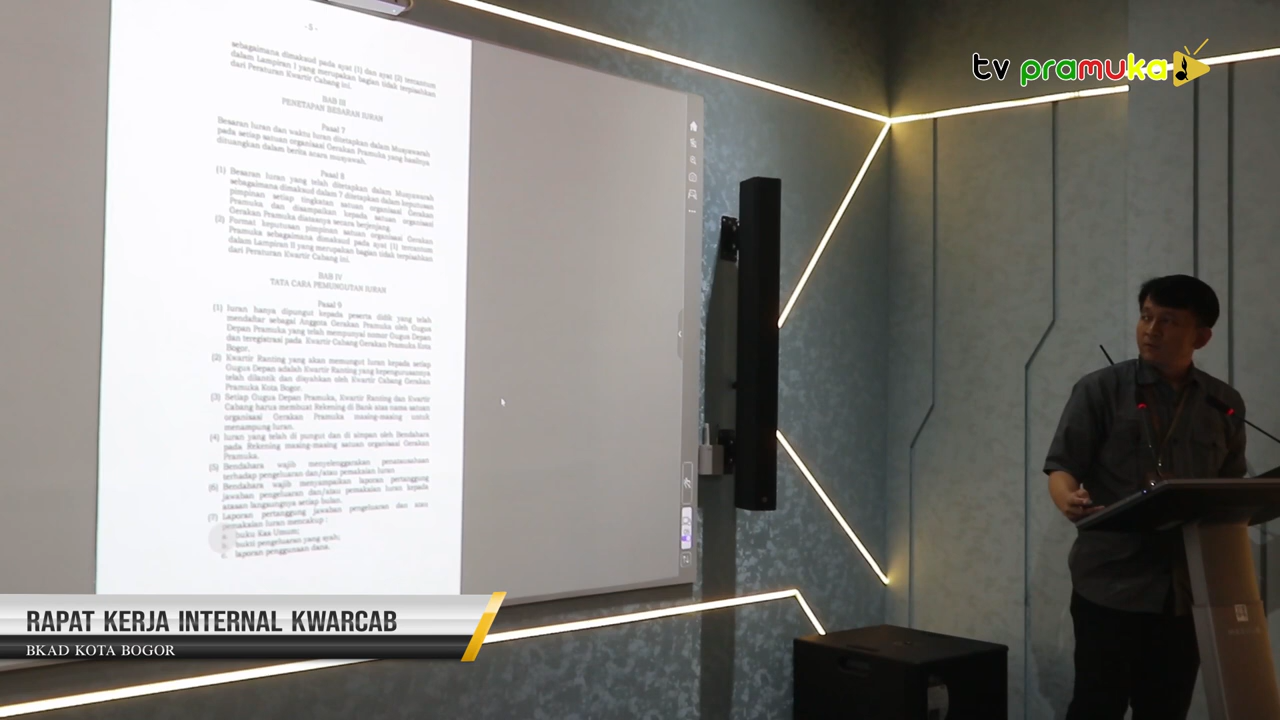 tv pramuka
- 5 -
sebagaimana dimaksud pada ayat (1) dan ayat (2) tercantum
dalam Lampiran I yang merupakan bagian tidak terpisahkan
dari Peraturan Kwartir Cabang ini.
BAB III
PENETAPAN BESARAN IURAN
Pasal 7
Besaran Iuran dan waktu Iuran ditetapkan dalam Musyawarah
pada setiap satuan organisasi Gerakan Pramuka yang hasilnya
dituangkan dalam berita acara musyawah.
Pasal 8
(1) Besaran Iuran yang telah ditetapkan dalam Musyawarah
sebagaimana dimaksud dalam 7 ditetapkan dalam keputusan
pimpinan setiap tingkatan satuan organisasi Gerakan
Pramuka dan disampaikan kepada satuan organisasi
Gerakan Pramuka diatasnya secara berjenjang.
(2) Format keputusan pimpinan satuan organisasi Gerakan
Pramuka sebagaimana dimaksud pada ayat (1) tercantum
dalam Lampiran II yang merupakan bagian tidak terpisahkan
dari Peraturan Kwartir Cabang ini.
BAB IV
TATA CARA PEMUNGUTAN IURAN
Pasal 9
(1) Iuran hanya dipungut kepada peserta didik yang telah
mendaftar sebagai Anggota Gerakan Pramuka oleh Gugus
Depan Pramuka yang telah mempunyai nomor Gugus Depan
dan teregistrasi pada Kwartir Cabang Gerakan Pramuka Kota
Bogor.
(2) Kwartir Ranting yang akan memungut Iuran kepada setiap
Gugus Depan adalah Kwartir Ranting yang kepengurusannya
telah dilantik dan disyahkan oleh Kwartir Cabang Gerakan
Pramuka Kota Bogor.
(3) Setiap Gugus Depan Pramuka, Kwartir Ranting dan Kwartir
Cabang harus membuat Rekening di Bank atas nama satuan
organisasi Gerakan Pramuka masing-masing untuk
menampung Iuran.
(4) Iuran yang telah di pungut dan di simpan oleh Bendahara
pada Rekening masing-masing satuan organisasi Gerakan
Pramuka.
(5) Bendahara wajib menyelenggarakan penatausahaan
terhadap pengeluaran dan/atau pemakaian Iuran
(6) Bendahara wajib menyampaikan laporan pertanggung
jawaban pengeluaran dan/atau pemakaian Iuran kepada
atasan langsungnya setiap bulan.
(7) Laporan pertanggung jawaban pengeluaran dan atau
pemakaian Iuran mencakup :
a. buku Kas Umum;
b. bukti pengeluaran yang syah;
c. laporan penggunaan dana.
RAPAT KERJA INTERNAL KWARCAB
BKAD KOTA BOGOR